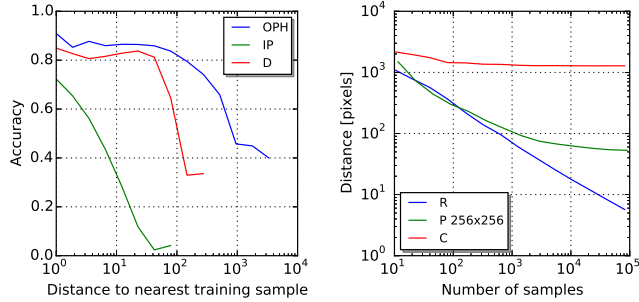 1.0
0.8
0.6
0.4
0.2
0.0
Accuracy
OPH
IP
D
10^0 10^1 10^2 10^3 10^4
Distance to nearest training sample
10^4
10^3
10^2
10^1
10^0
Distance [pixels]
R
P 256x256
C
10^1 10^2 10^3 10^4 10^5
Number of samples